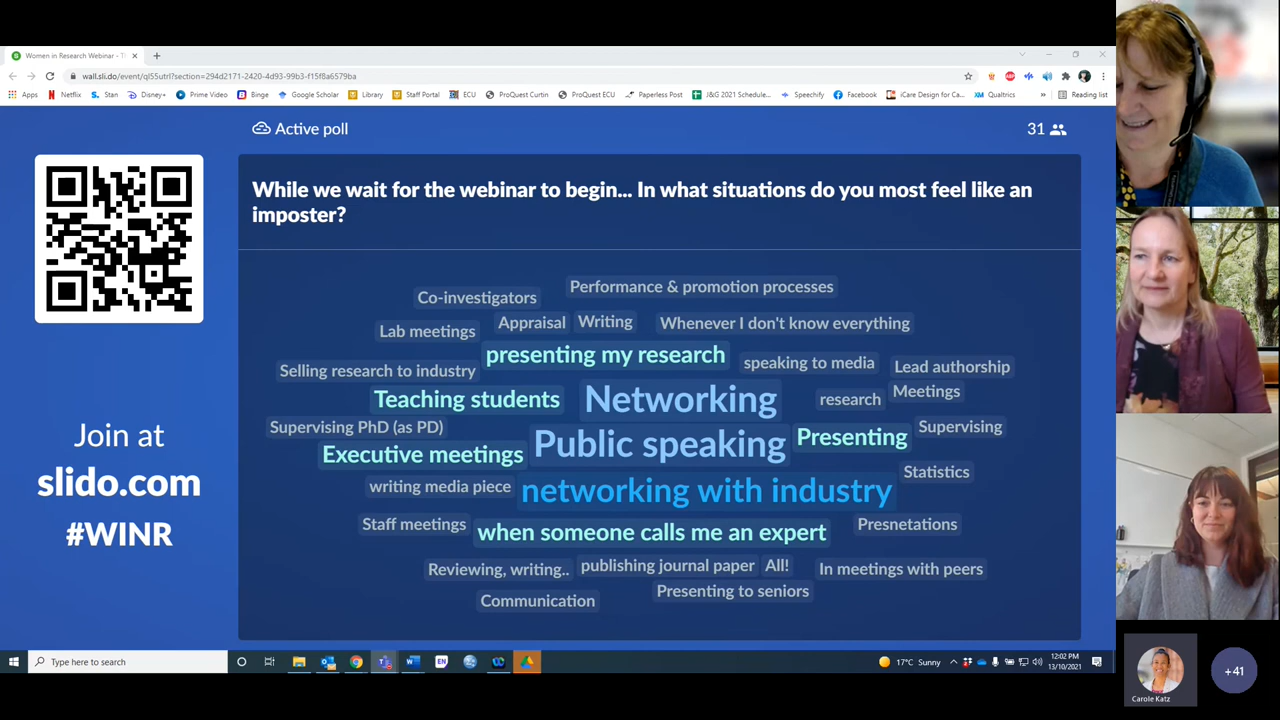 Women in Research Webinar - T
wall.sli.do/event/ql55utrl?section=294d2171-2420-4d93-99b3-f15f8a6579ba
Apps Netflix Stan Disney+ Prime Video Binge Google Scholar Library Staff Portal ECU ProQuest Curtin ProQuest ECU Paperless Post J&G 2021 Schedule... Speechify Facebook iCare Design for Ca... Qualtrics » Reading list
Active poll
31
While we wait for the webinar to begin... In what situations do you most feel like an
imposter?
Performance & promotion processes
Co-investigators
Lab meetings Appraisal Writing Whenever I don't know everything
presenting my research speaking to media Lead authorship
Selling research to industry
Teaching students Networking research Meetings
Supervising PhD (as PD) Supervising
Executive meetings Public speaking Presenting
Statistics
writing media piece networking with industry
Staff meetings when someone calls me an expert Presnetations
Reviewing, writing.. publishing journal paper All! In meetings with peers
Communication Presenting to seniors
Join at
slido.com
#WINR
Type here to search
17°C Sunny
12:02 PM
13/10/2021
Carole Katz
+41